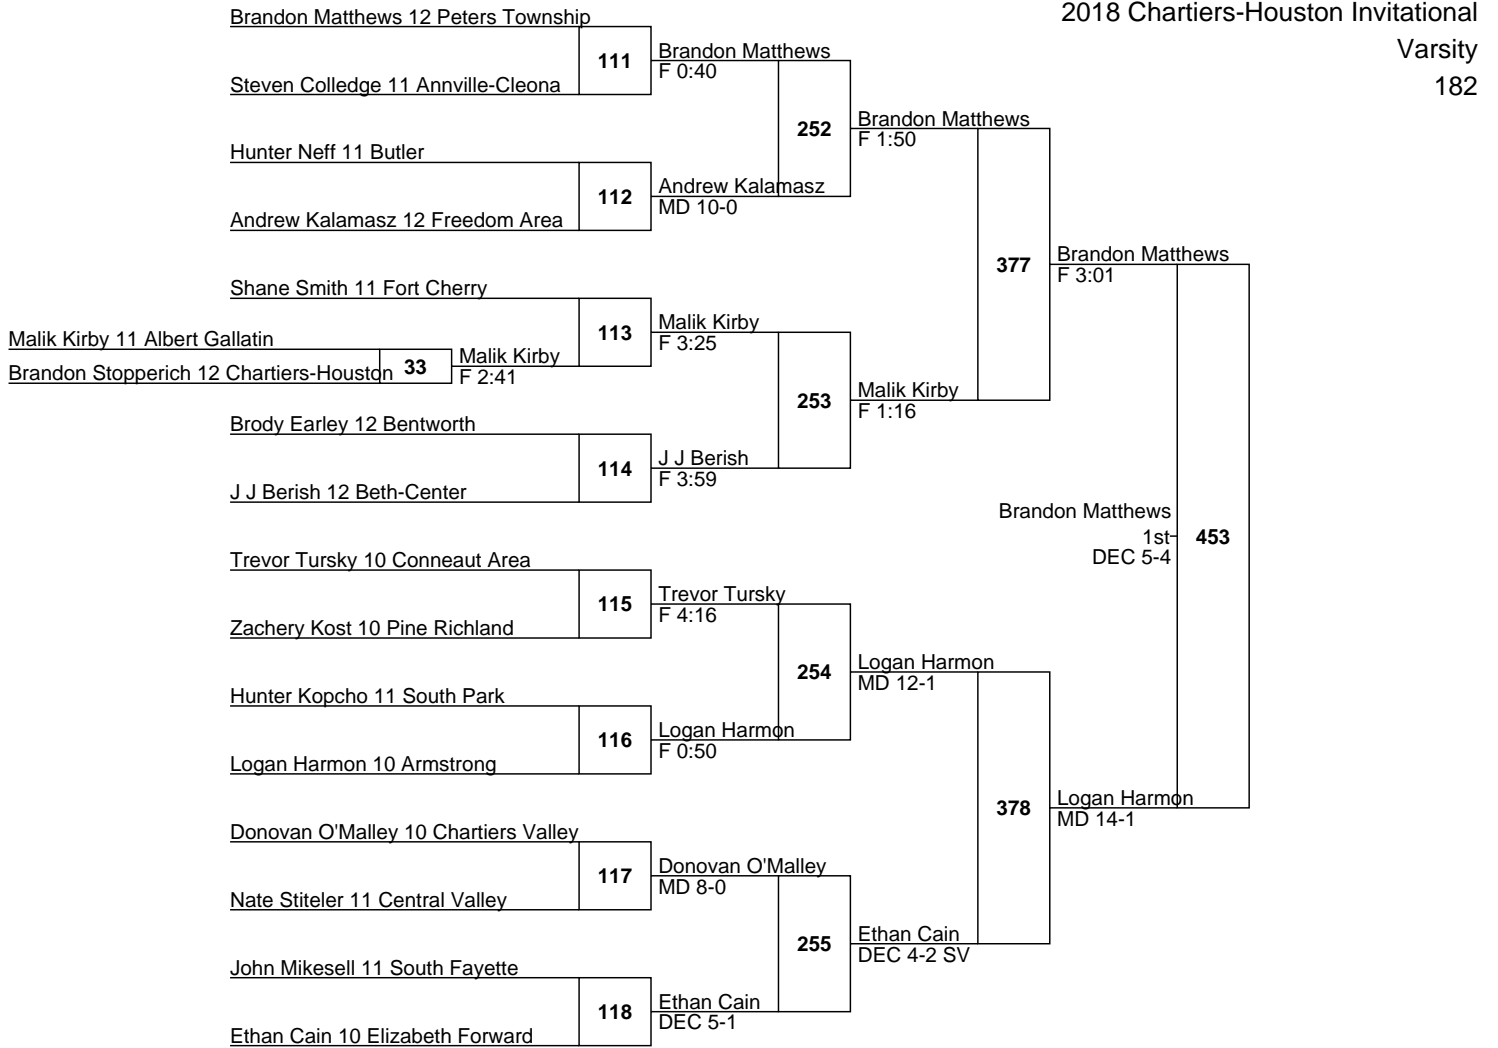 2018 Chartiers-Houston Invitational
Varsity
182
Brandon Matthews 12 Peters Township
111
Brandon Matthews
F 0:40
Steven Colledge 11 Annville-Cleona
252
Brandon Matthews
F 1:50
Hunter Neff 11 Butler
112
Andrew Kalamasz
MD 10-0
Andrew Kalamasz 12 Freedom Area
377
Brandon Matthews
F 3:01
Shane Smith 11 Fort Cherry
113
Malik Kirby
F 3:25
Malik Kirby 11 Albert Gallatin
33
Malik Kirby
F 2:41
Brandon Stopperich 12 Chartiers-Houston
253
Malik Kirby
F 1:16
Brody Earley 12 Bentworth
114
J J Berish
F 3:59
J J Berish 12 Beth-Center
Brandon Matthews
1st
DEC 5-4
453
Trevor Tursky 10 Conneaut Area
115
Trevor Tursky
F 4:16
Zachery Kost 10 Pine Richland
254
Logan Harmon
MD 12-1
Hunter Kopcho 11 South Park
116
Logan Harmon
F 0:50
Logan Harmon 10 Armstrong
378
Logan Harmon
MD 14-1
Donovan O'Malley 10 Chartiers Valley
117
Donovan O'Malley
MD 8-0
Nate Stiteler 11 Central Valley
255
Ethan Cain
DEC 4-2 SV
John Mikesell 11 South Fayette
118
Ethan Cain
DEC 5-1
Ethan Cain 10 Elizabeth Forward